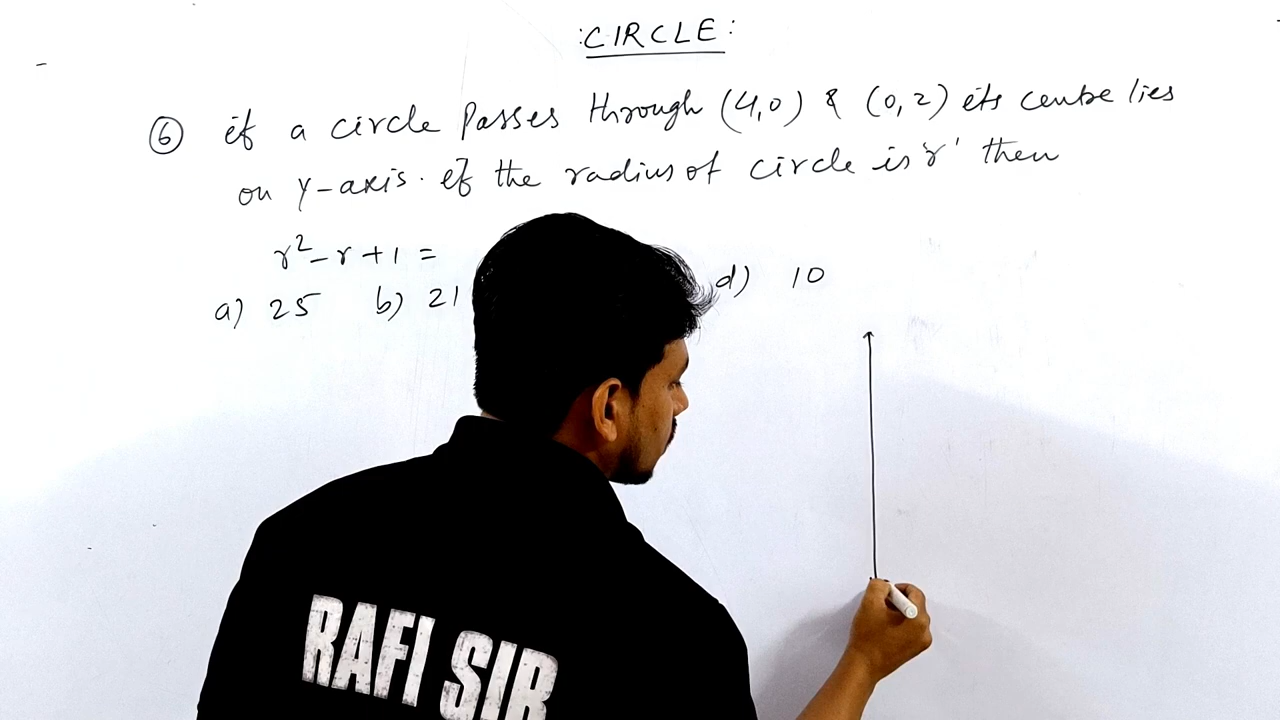 :CIRCLE:
⑥ if a circle Passes through (4,0) & (0,2) its centre lies
on Y-axis. if the radius of circle is 'r' then
r² - r + 1 =
a) 25 b) 21 d) 10
RAFI SIR